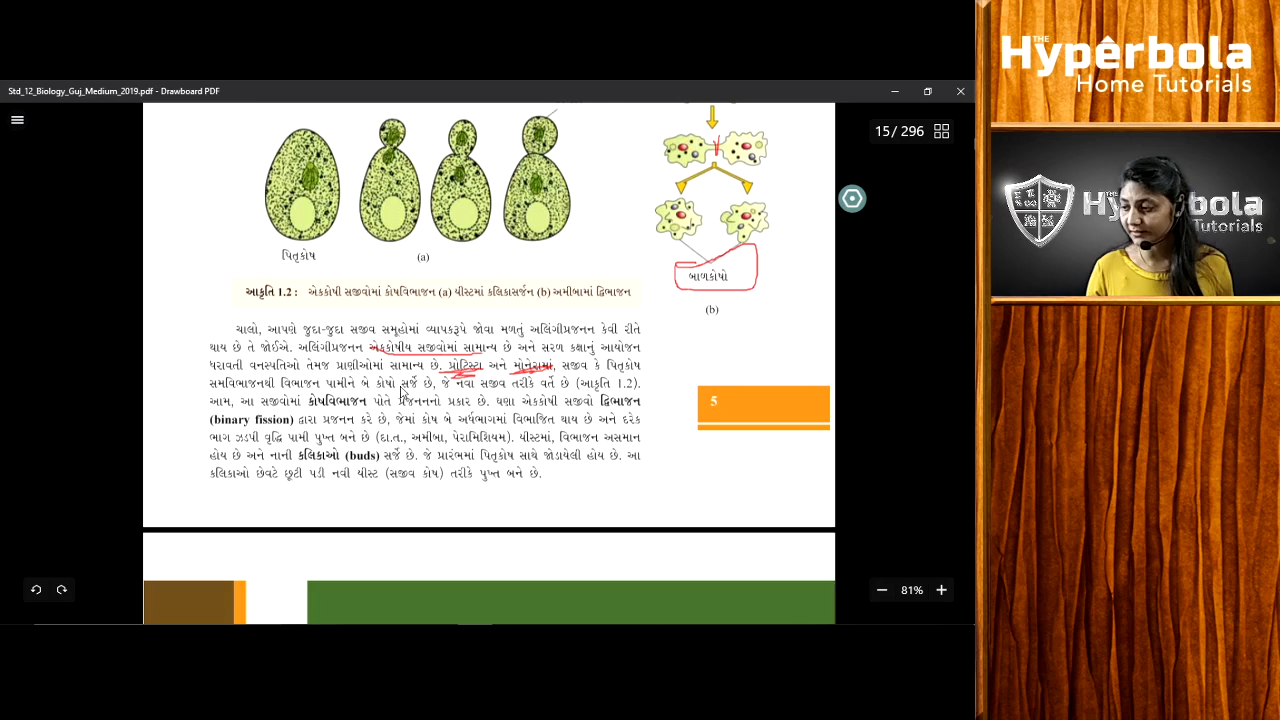 THE
Hypêrbola
Home Tutorials
Std_12_Biology_Guj_Medium_2019.pdf - Drawboard PDF
15/ 296
પિતૃકોષ
(a)
બાળકોષો
(b)
આકૃતિ 1.2 : એકકોષી સજીવોમાં કોષવિભાજન (a) યીસ્ટમાં કલિકાસર્જન (b) અમીબામાં દ્વિભાજન
ચાલો, આપણે જુદા-જુદા સજીવ સમૂહોમાં વ્યાપકરૂપે જોવા મળતું અલિંગીપ્રજનન કેવી રીતે
થાય છે તે જોઈએ. અલિંગીપ્રજનન એકકોષીય સજીવોમાં સામાન્ય છે અને સરળ કક્ષાનું આયોજન
ધરાવતી વનસ્પતિઓ તેમજ પ્રાણીઓમાં સામાન્ય છે. પ્રોટિસ્ટા અને મોનેરામાં, સજીવ કે પિતૃકોષ
સમવિભાજનથી વિભાજન પામીને બે કોષો સર્જે છે, જે નવા સજીવ તરીકે વર્તે છે (આકૃતિ 1.2).
આમ, આ સજીવોમાં કોષવિભાજન પોતે પ્રજનનનો પ્રકાર છે. ઘણા એકકોષી સજીવો દ્વિભાજન
(binary fission) દ્વારા પ્રજનન કરે છે, જેમાં કોષ બે અર્ધભાગમાં વિભાજિત થાય છે અને દરેક
ભાગ ઝડપી વૃદ્ધિ પામી પુખ્ત બને છે (દા.ત., અમીબા, પેરામિશિયમ). યીસ્ટમાં, વિભાજન અસમાન
હોય છે અને નાની કલિકાઓ (buds) સર્જે છે. જે પ્રારંભમાં પિતૃકોષ સાથે જોડાયેલી હોય છે. આ
કલિકાઓ છેવટે છૂટી પડી નવી યીસ્ટ (સજીવ કોષ) તરીકે પુખ્ત બને છે.
5
81%